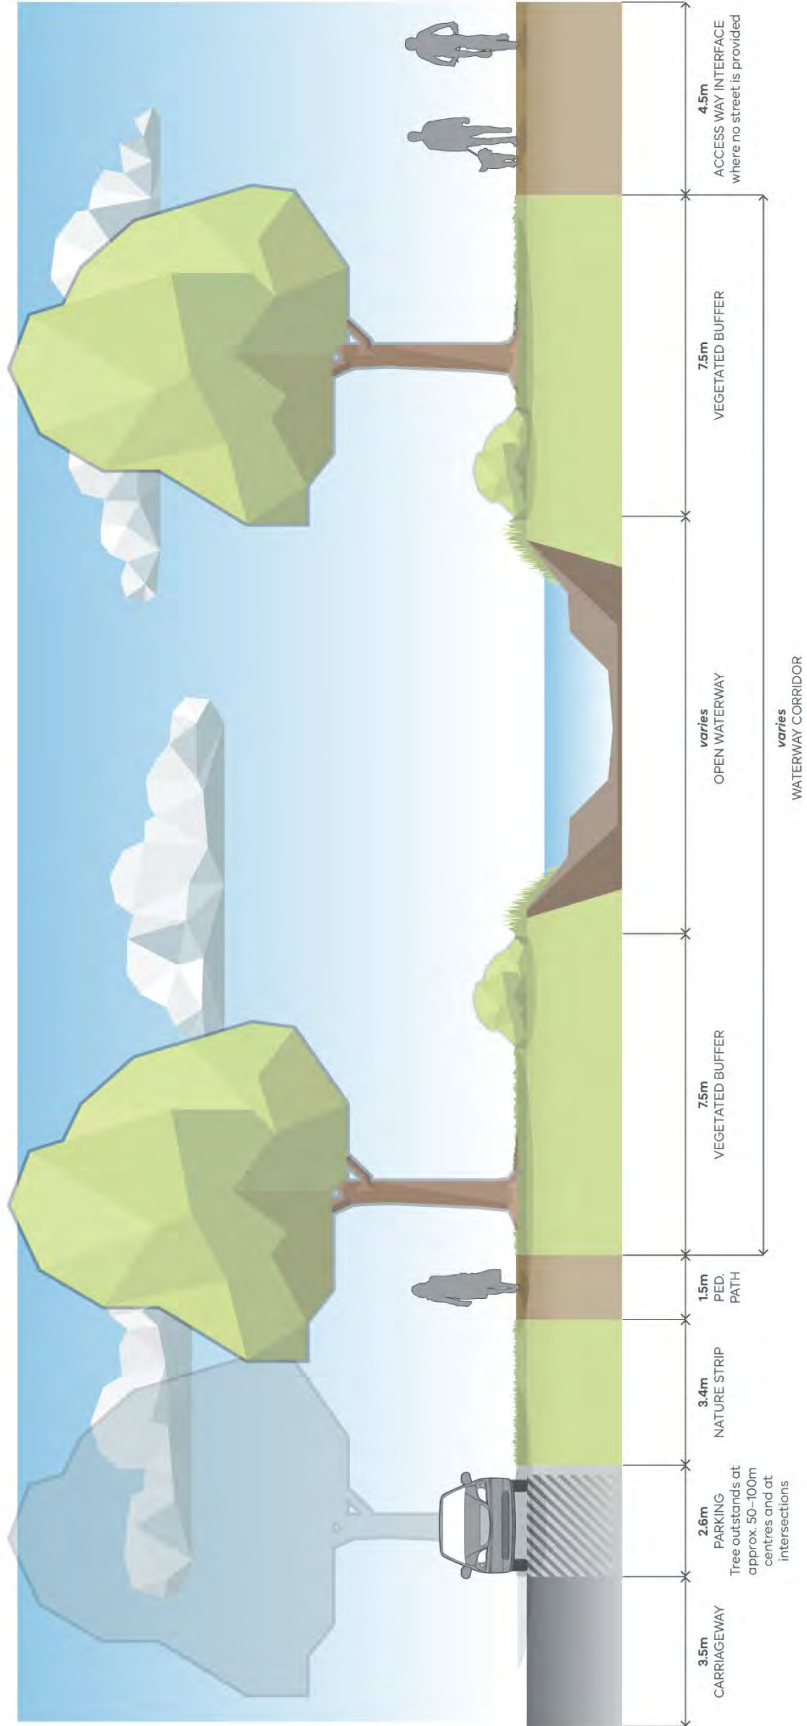 3.5m
CARRIAGEWAY
2.6m
PARKING
Tree outstands at
approx. 50–100m
centres and at
intersections
3.4m
NATURE STRIP
1.5m
PED.
PATH
7.5m
VEGETATED BUFFER
varies
OPEN WATERWAY
7.5m
VEGETATED BUFFER
4.5m
ACCESS WAY INTERFACE
where no street is provided
varies
WATERWAY CORRIDOR